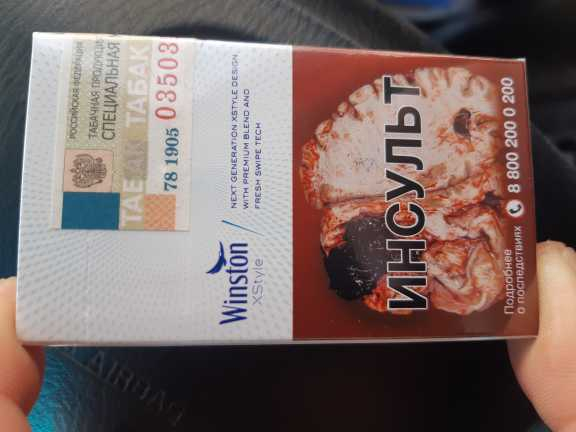 РОССИЙСКАЯ ФЕДЕРАЦИЯ
ТАБАЧНАЯ ПРОДУКЦИЯ
СПЕЦИАЛЬНАЯ
ТАБАК
78 1905
03503
Winston
XStyle
NEXT GENERATION XSTYLE DESIGN
WITH PREMIUM BLEND AND
FRESH SWIPE TECH
ИНСУЛЬТ
Подробнее
о последствиях
8 800 200 0 200
AIRBAG